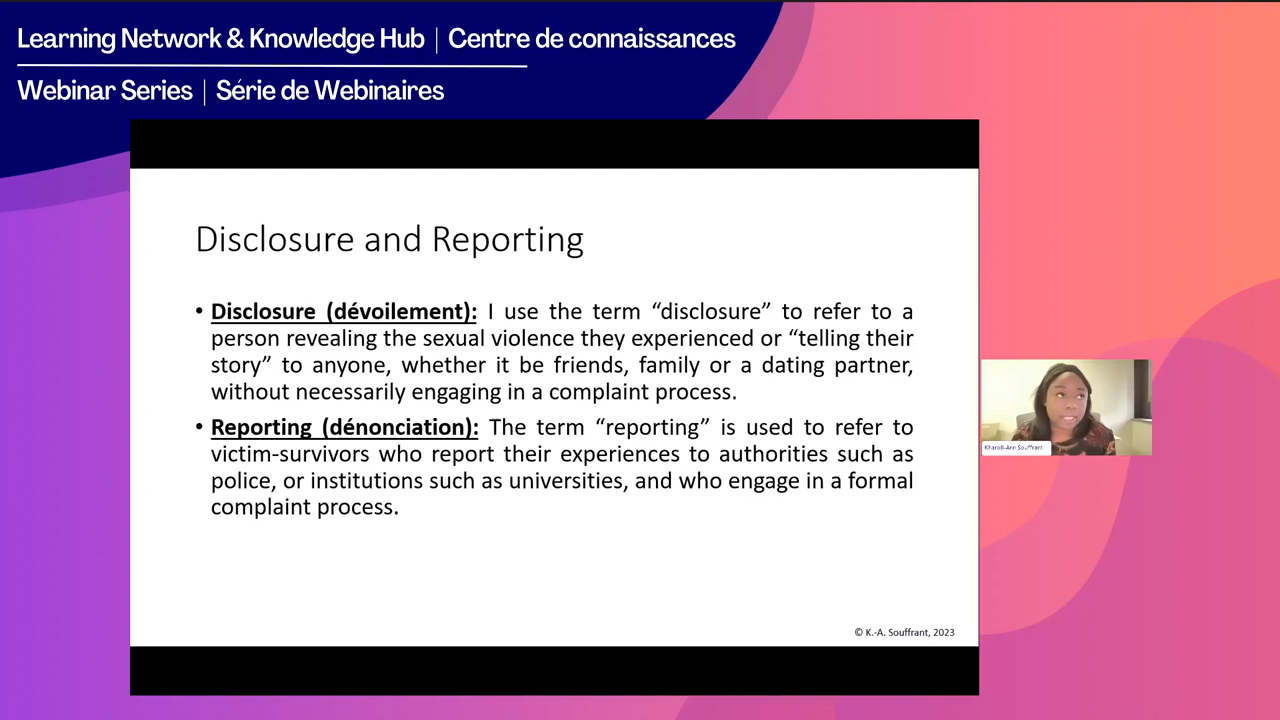 Learning Network & Knowledge Hub | Centre de connaissances
Webinar Series | Série de Webinaires
Disclosure and Reporting
• Disclosure (dévoilement): I use the term “disclosure” to refer to a
person revealing the sexual violence they experienced or “telling their
story” to anyone, whether it be friends, family or a dating partner,
without necessarily engaging in a complaint process.
• Reporting (dénonciation): The term “reporting” is used to refer to
victim-survivors who report their experiences to authorities such as
police, or institutions such as universities, and who engage in a formal
complaint process.
Kharoll-Ann Souffrant
© K.-A. Souffrant, 2023